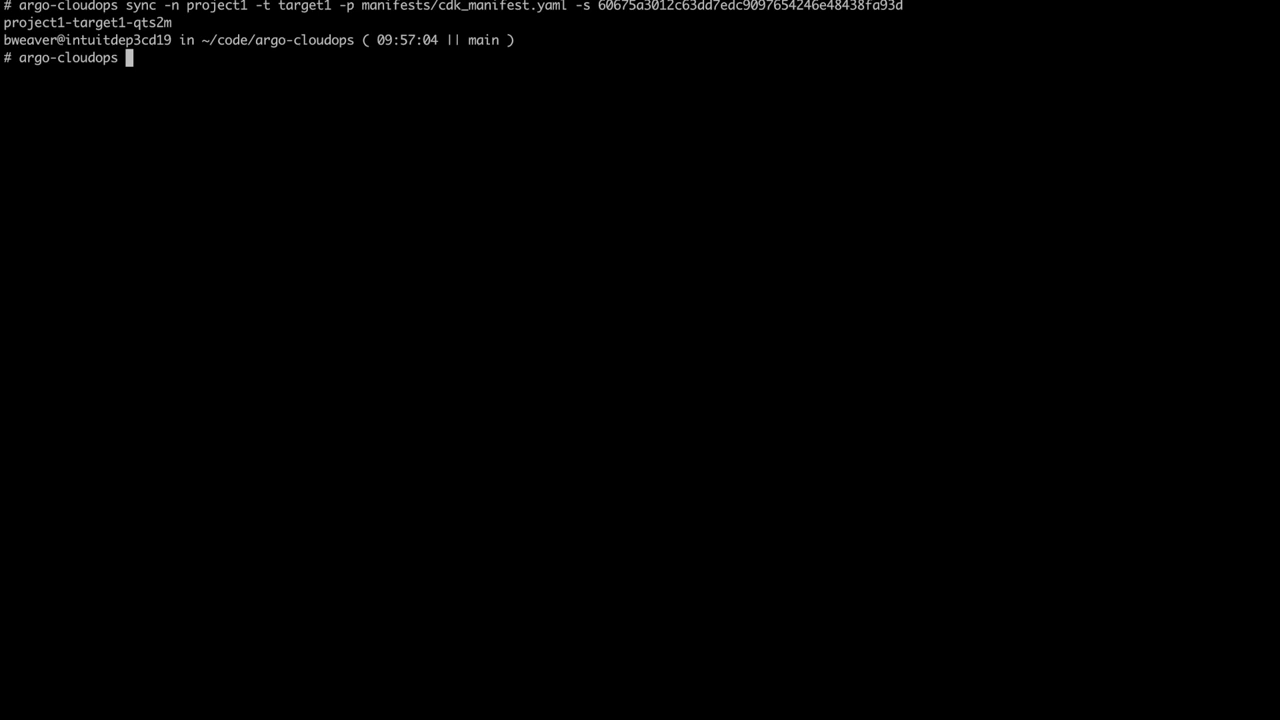 # argo-cloudops sync -n project1 -t target1 -p manifests/cdk_manifest.yaml -s 60675a3012c63dd7edc9097654246e48438fa93d
project1-target1-qts2m
bweaver@intuitdep3cd19 in ~/code/argo-cloudops ( 09:57:04 || main )
# argo-cloudops